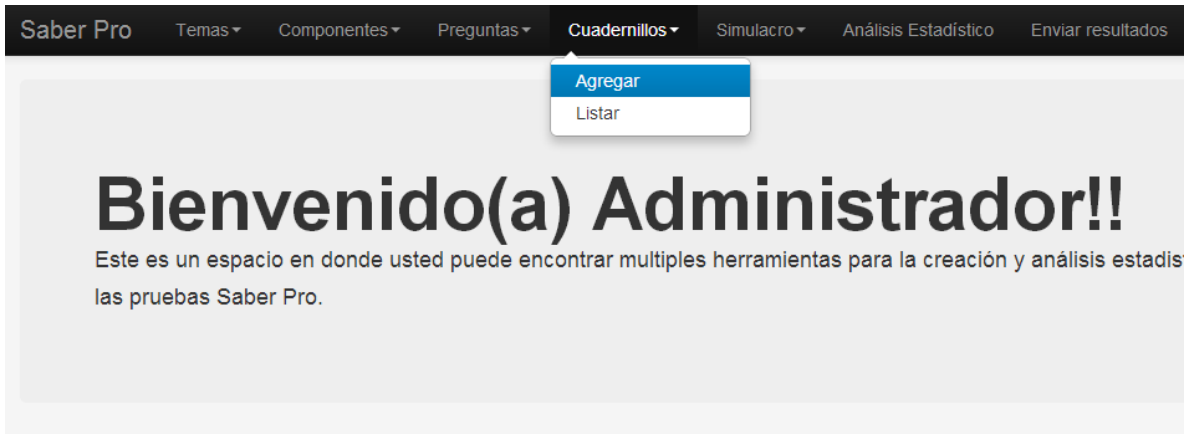 Saber Pro Temas Componentes Preguntas Cuadernillos Simulacro Análisis Estadístico Enviar resultados
Agregar
Listar
Bienvenido(a) Administrador!!
Este es un espacio en donde usted puede encontrar multiples herramientas para la creación y análisis estadis
las pruebas Saber Pro.